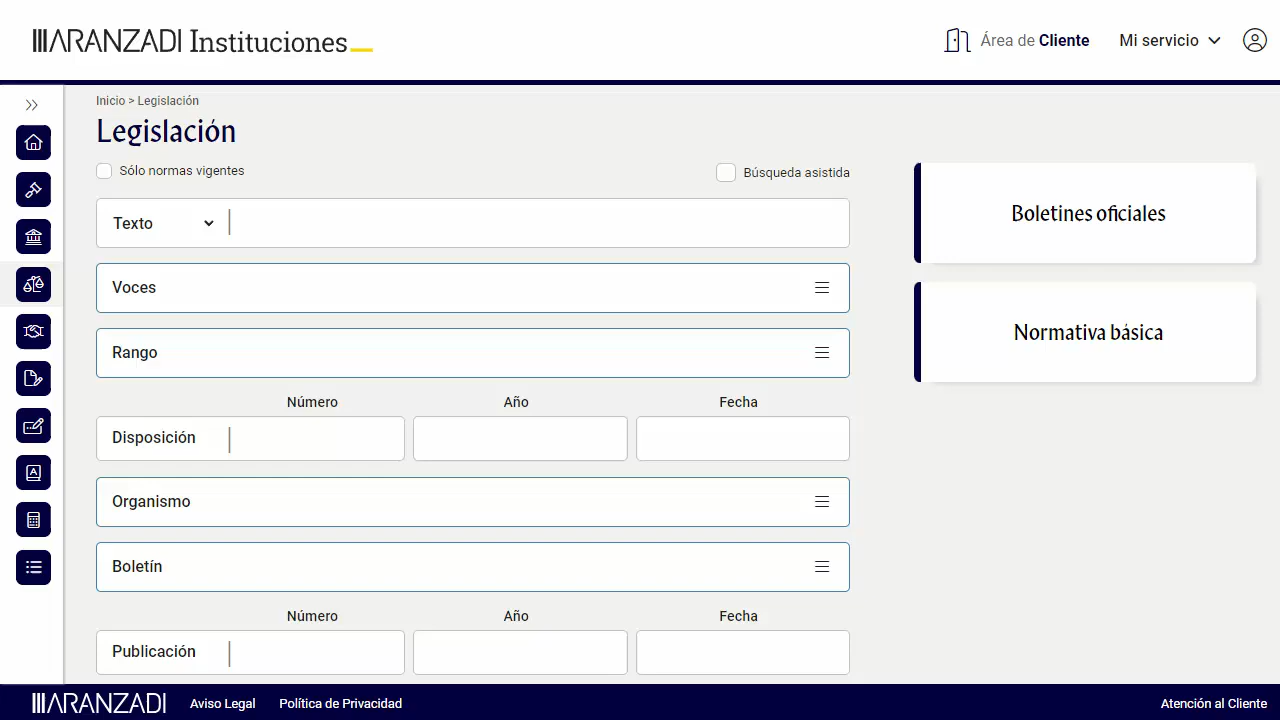 ARANZADI Instituciones
Área de Cliente
Mi servicio
Inicio > Legislación
Legislación
Sólo normas vigentes
Búsqueda asistida
Texto
Voces
Rango
Número Año Fecha
Disposición
Organismo
Boletín
Número Año Fecha
Publicación
Boletines oficiales
Normativa básica
ARANZADI Aviso Legal Política de Privacidad Atención al Cliente